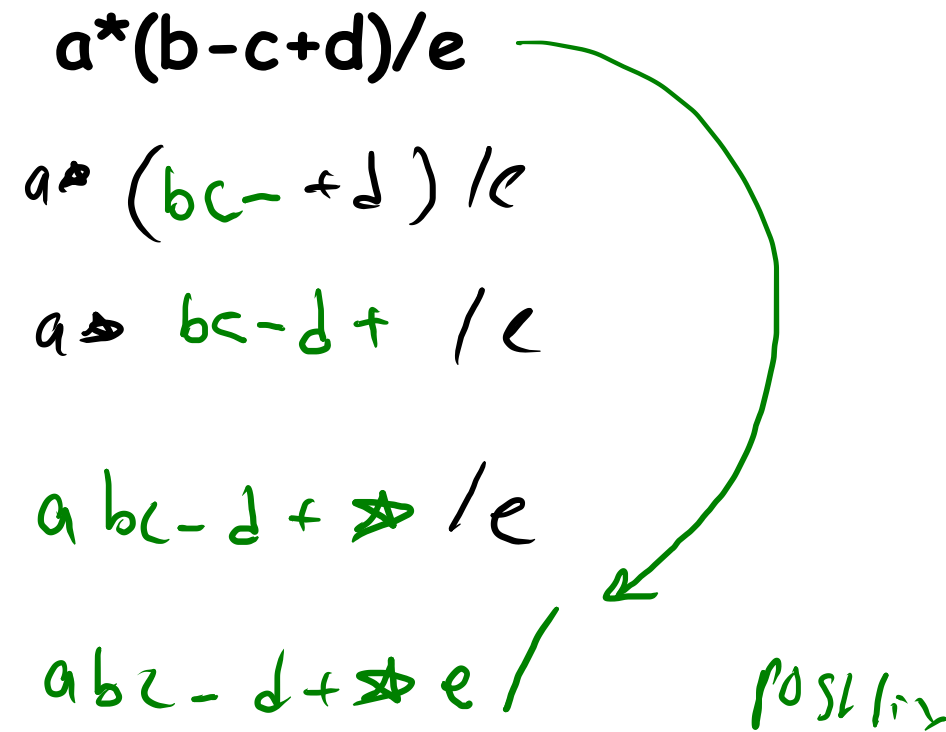 a*(b-c+d)/e
a* (bc- +d) /e
a* bc-d+ /e
abc-d+* /e
abc-d+*e/
postfix